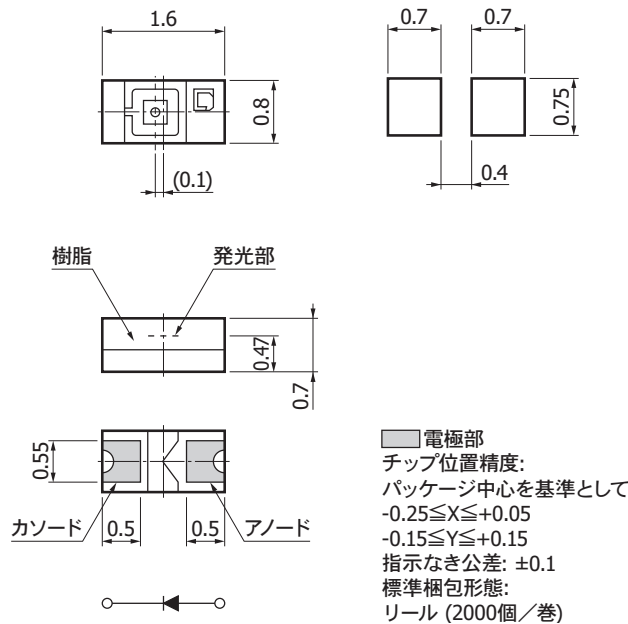 1.6
0.8
(0.1)
0.7
0.7
0.75
0.4
樹脂
発光部
0.47
0.7
0.55
カソード
0.5
0.5
アノード
電極部
チップ位置精度:
パッケージ中心を基準として
-0.25≦X≦+0.05
-0.15≦Y≦+0.15
指示なき公差: ±0.1
標準梱包形態:
リール (2000個／巻)